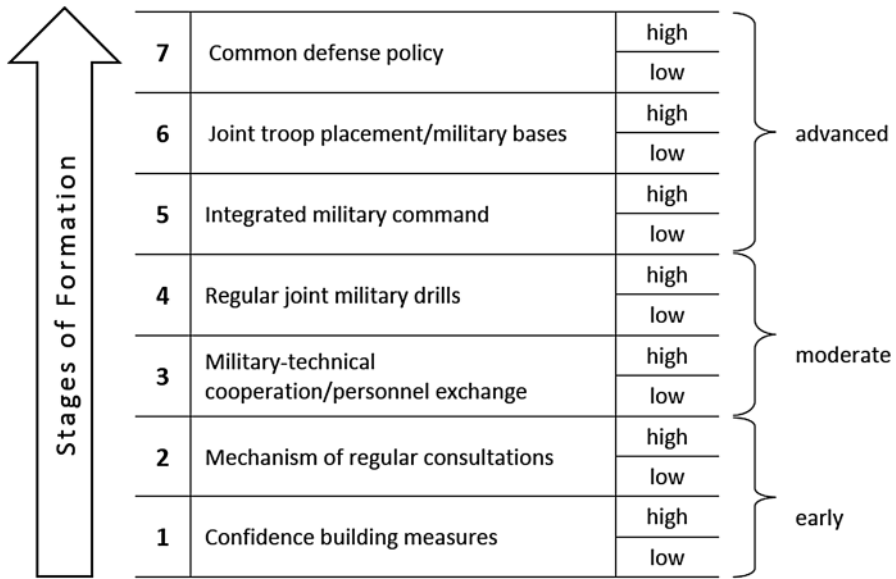 Stages of Formation
7 Common defense policy high
low
6 Joint troop placement/military bases high
low
advanced
5 Integrated military command high
low
4 Regular joint military drills high
low
moderate
3 Military-technical
cooperation/personnel exchange high
low
2 Mechanism of regular consultations high
low
early
1 Confidence building measures high
low